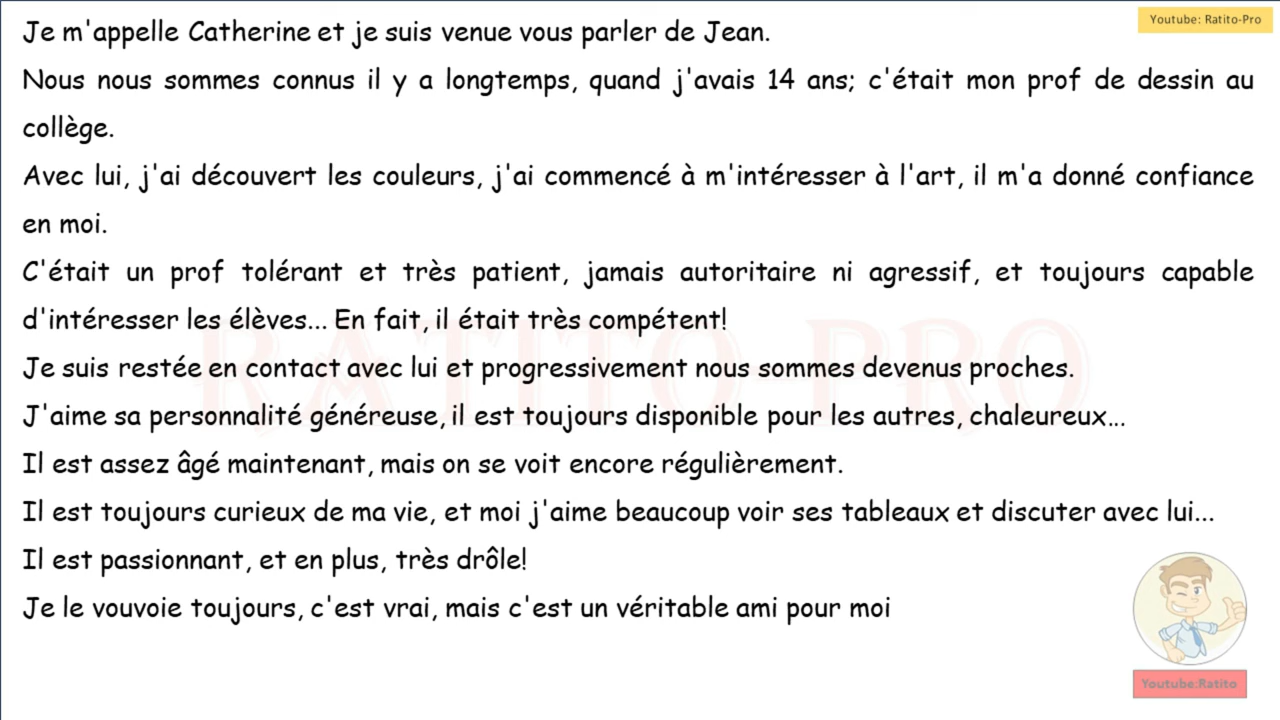 Youtube: Ratito-Pro
Je m'appelle Catherine et je suis venue vous parler de Jean.
Nous nous sommes connus il y a longtemps, quand j'avais 14 ans; c'était mon prof de dessin au
collège.
Avec lui, j'ai découvert les couleurs, j'ai commencé à m'intéresser à l'art, il m'a donné confiance
en moi.
C'était un prof tolérant et très patient, jamais autoritaire ni agressif, et toujours capable
d'intéresser les élèves... En fait, il était très compétent!
RATITO-PRO
Je suis restée en contact avec lui et progressivement nous sommes devenus proches.
J'aime sa personnalité généreuse, il est toujours disponible pour les autres, chaleureux...
Il est assez âgé maintenant, mais on se voit encore régulièrement.
Il est toujours curieux de ma vie, et moi j'aime beaucoup voir ses tableaux et discuter avec lui...
Il est passionnant, et en plus, très drôle!
Je le vouvoie toujours, c'est vrai, mais c'est un véritable ami pour moi
Youtube:Ratito